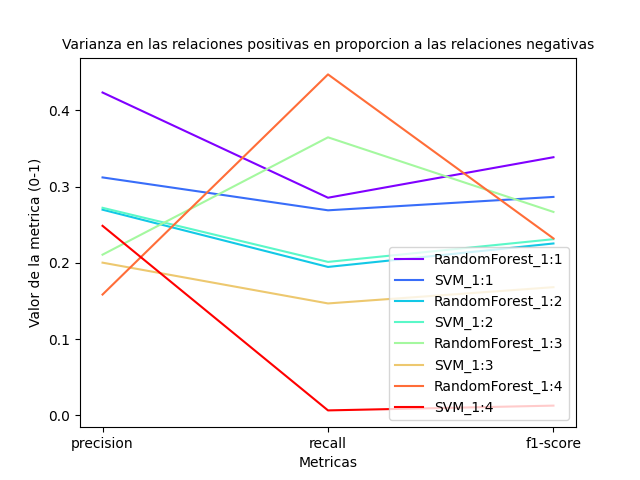 Varianza en las relaciones positivas en proporcion a las relaciones negativas
Valor de la metrica (0-1)
0.4
0.3
0.2
0.1
0.0
RandomForest_1:1
SVM_1:1
RandomForest_1:2
SVM_1:2
RandomForest_1:3
SVM_1:3
RandomForest_1:4
SVM_1:4
precision recall f1-score
Metricas